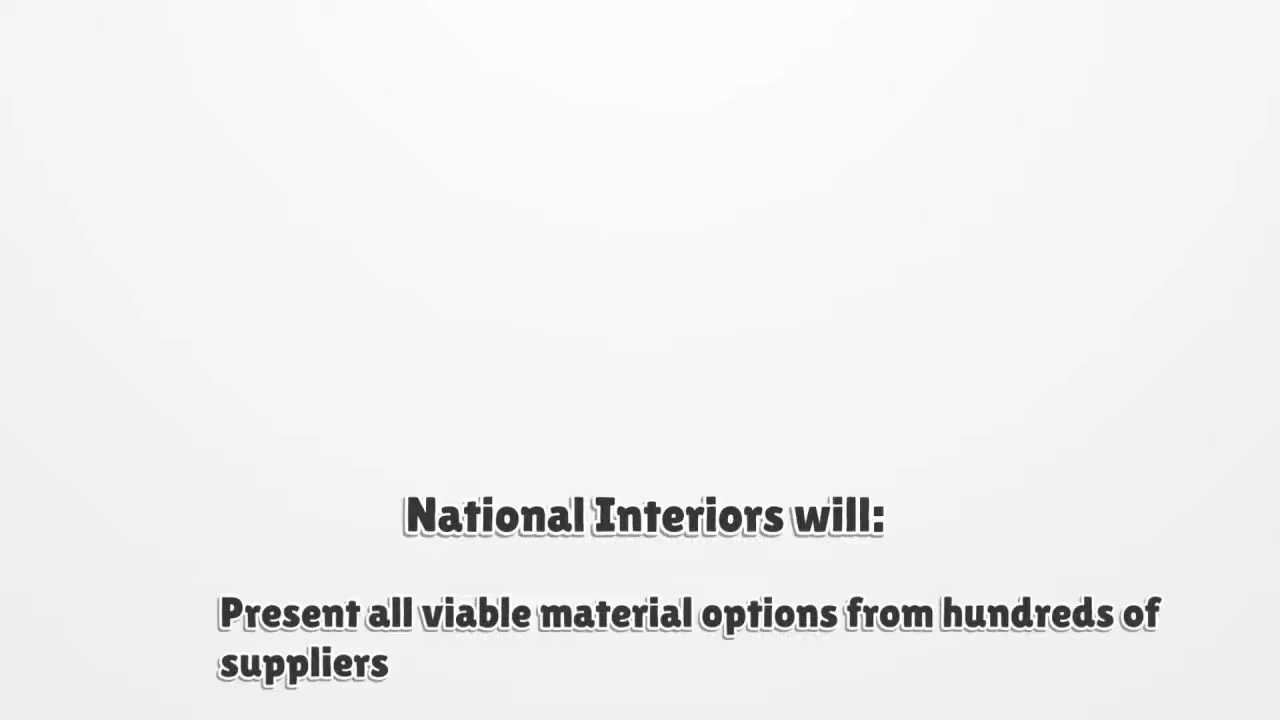 National Interiors will:
Present all viable material options from hundreds of
suppliers